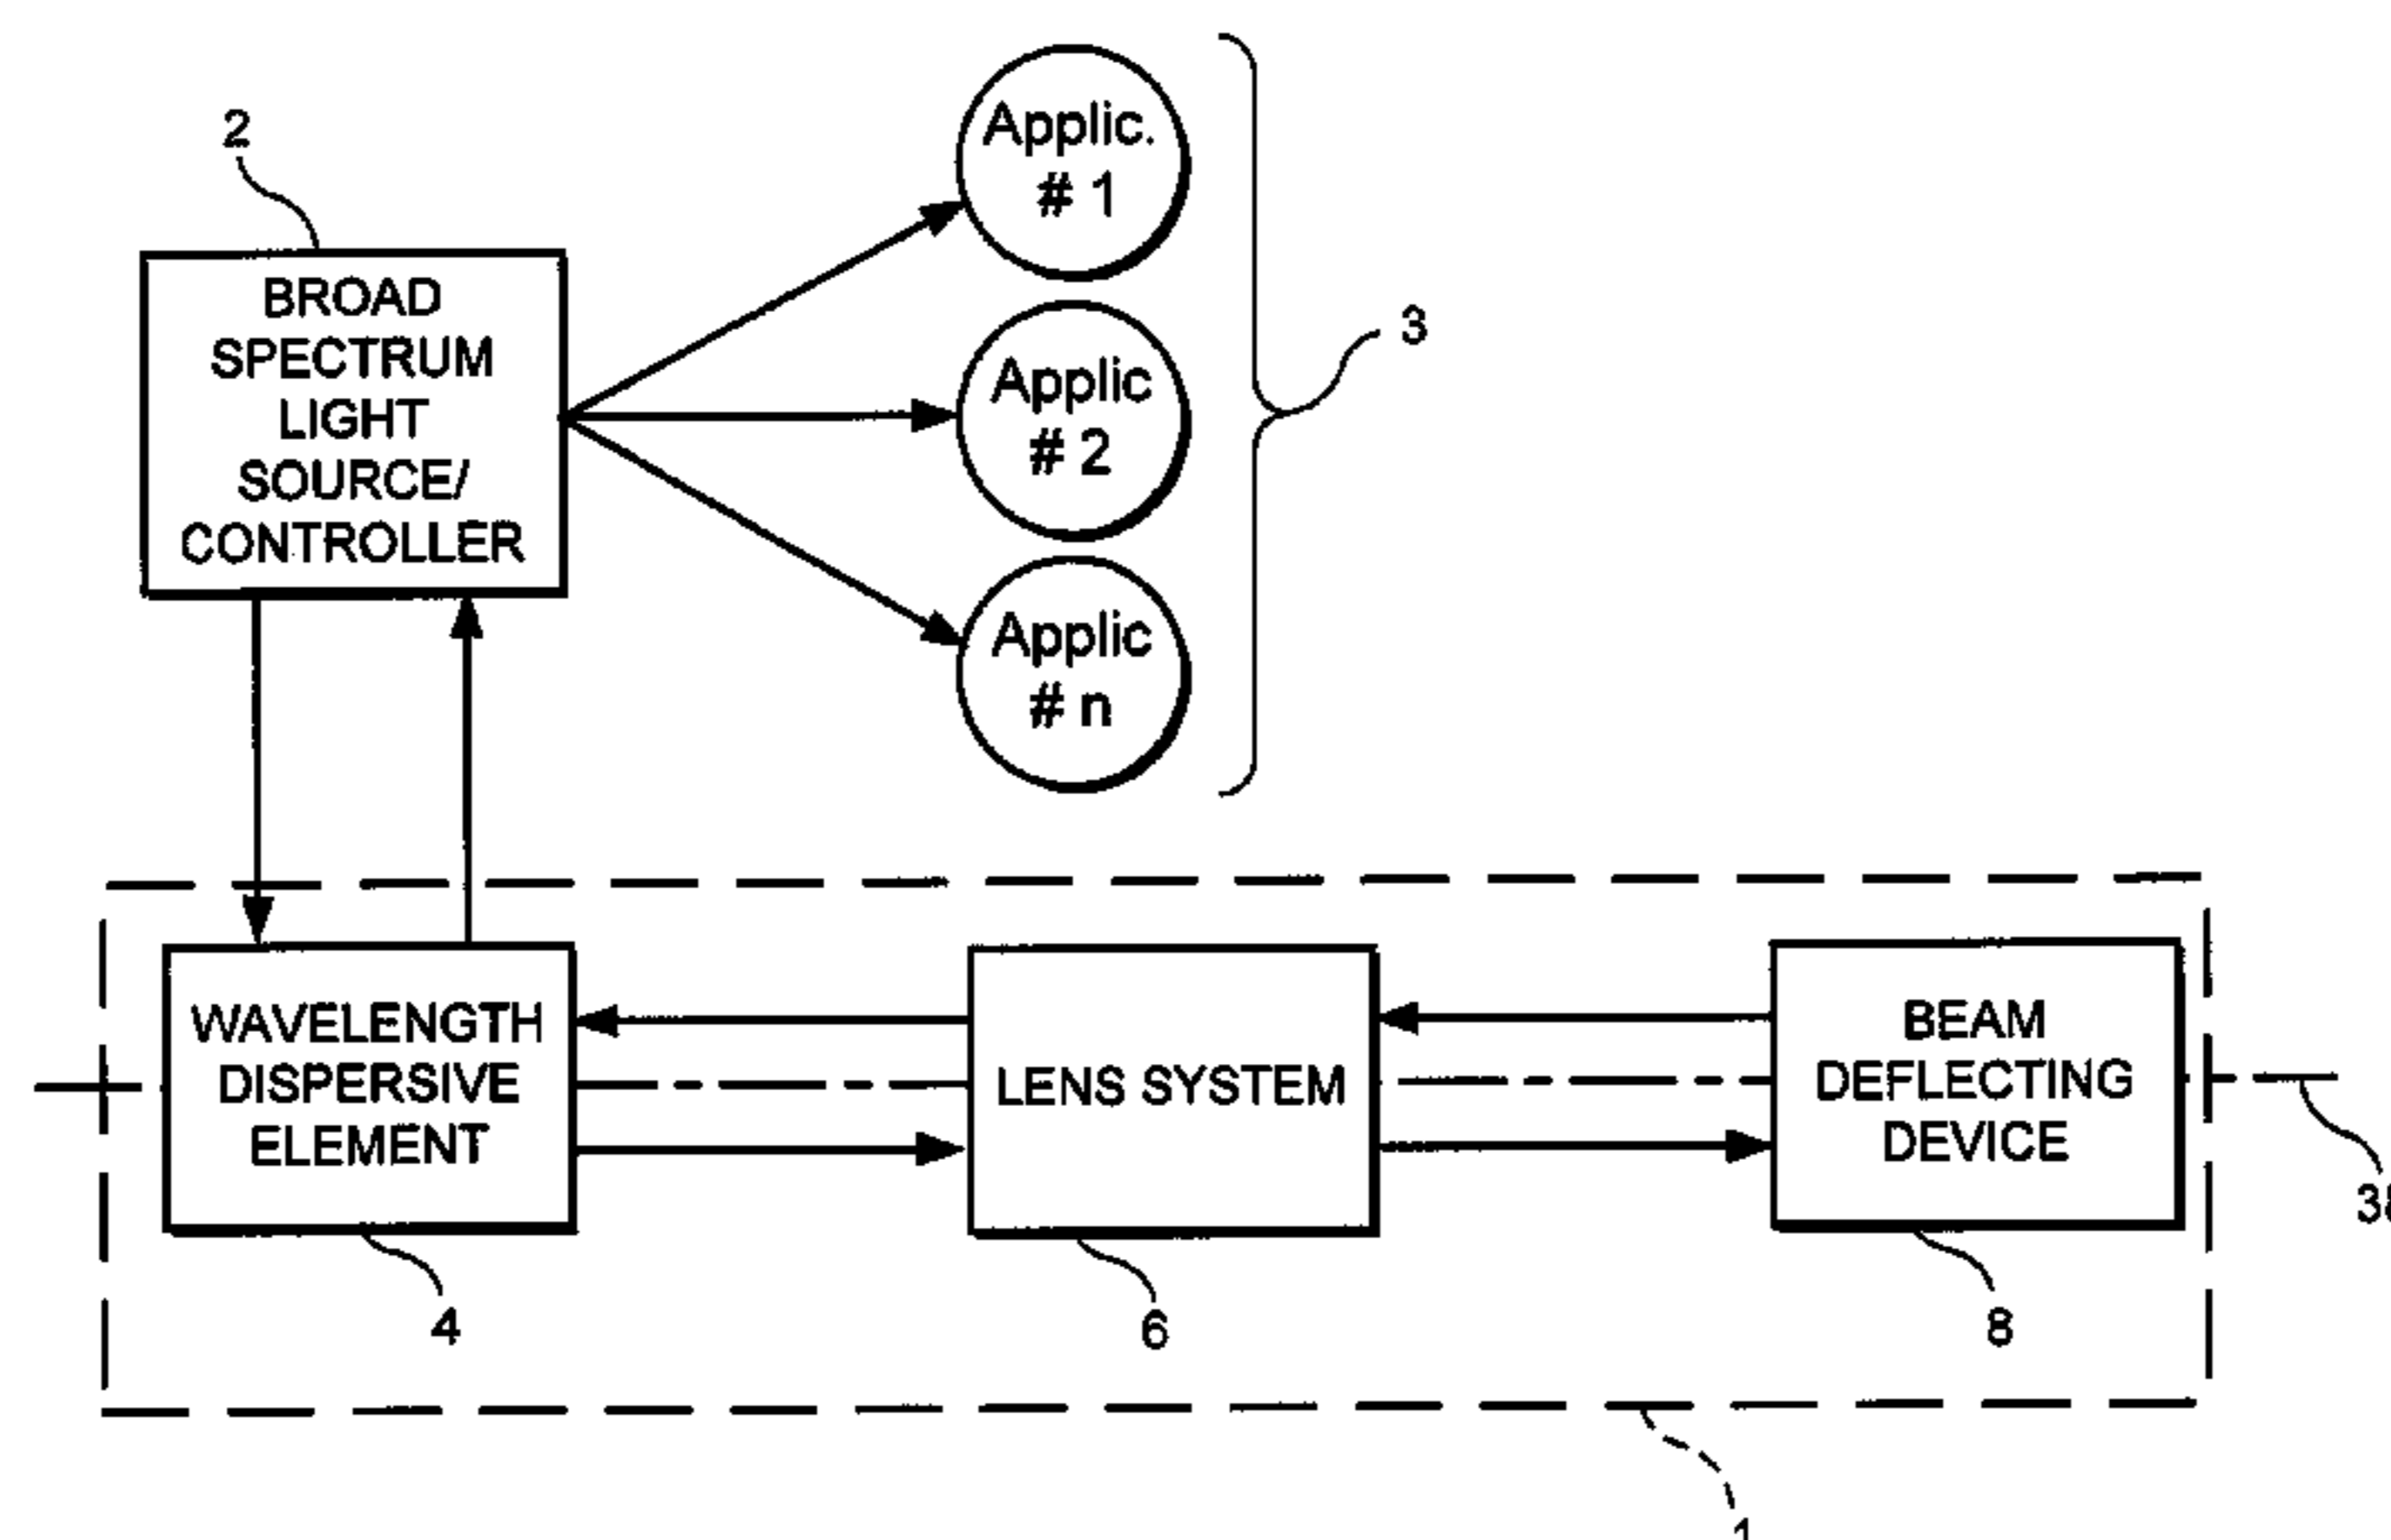 2
Applic.
# 1
BROAD
SPECTRUM
LIGHT
SOURCE/
CONTROLLER
3
Applic
# 2
Applic
# n
WAVELENGTH
DISPERSIVE
ELEMENT
LENS SYSTEM
BEAM
DEFLECTING
DEVICE
4
6
8
1